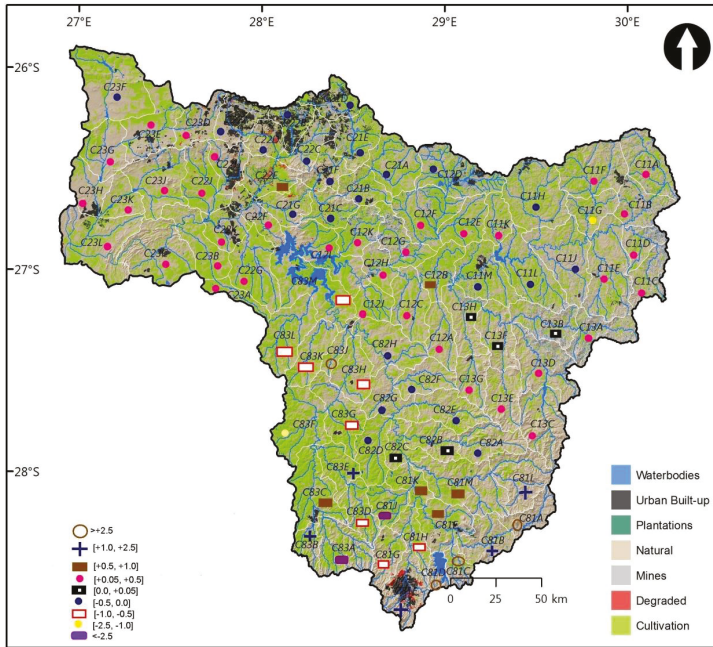 27°E 28°E 29°E 30°E
26°S
27°S
28°S
C23F
C23E
C23D
C22C
C21E
C21F
C22E
C21A
C12D
C23G
C23J
C22J
C23H
C23K
C21B
C21G
C21C
C22F
C11H
C11F
C11A
C11G
C11B
C23L
C23B
C12K
C12G
C12F
C12E
C11K
C11D
C22G
C23A
C83M
C12H
C12B
C11M
C11L
C11J
C11E
C11C
C12J
C12C
C13H
C13F
C13B
C13A
C83L
C83K
C83J
C83H
C82H
C12A
C13G
C13D
C82F
C13E
C82G
C83G
C82E
C13C
C83F
C82D
C82C
C82B
C82A
C83E
C83C
C81K
C81M
C81L
C83D
C81J
C81E
C81A
C83B
C83A
C81H
C81B
C81G
C81D
C81C
>+2.5
[+1.0, +2.5]
[+0.5, +1.0]
[+0.05, +0.5]
[0.0, +0.05]
[-0.5, 0.0]
[-1.0, -0.5]
[-2.5, -1.0]
<-2.5
0 25 50 km
Waterbodies
Urban Built-up
Plantations
Natural
Mines
Degraded
Cultivation